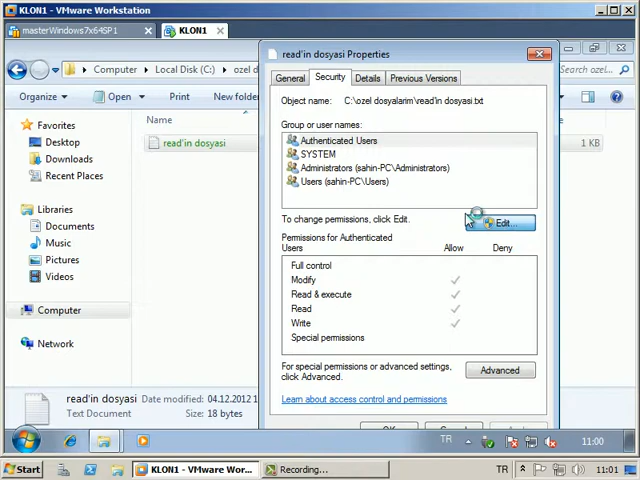 KLON1 - VMware Workstation
masterWindows7x64SP1
KLON1
read'in dosyasi Properties
Computer
Local Disk (C:)
ozel d
Search ozel...
General
Security
Details
Previous Versions
Organize
Open
Print
New folder
Object name: C:\ozel dosyalarim\read'in dosyasi.txt
Name
Group or user names:
Favorites
Desktop
Downloads
Recent Places
read'in dosyasi
Authenticated Users
SYSTEM
Administrators (sahin-PC\Administrators)
Users (sahin-PC\Users)
Libraries
Documents
Music
Pictures
Videos
To change permissions, click Edit.
Edit...
Permissions for Authenticated
Users
Allow
Deny
Full control
Modify
Read & execute
Read
Write
Special permissions
Computer
Network
For special permissions or advanced settings,
click Advanced.
Advanced
Learn about access control and permissions
read'in dosyasi Date modified: 04.12.2012 1
Text Document
Size: 18 bytes
TR
11:00
Start
KLON1 - VMware Wor...
Recording...
TR
11:01